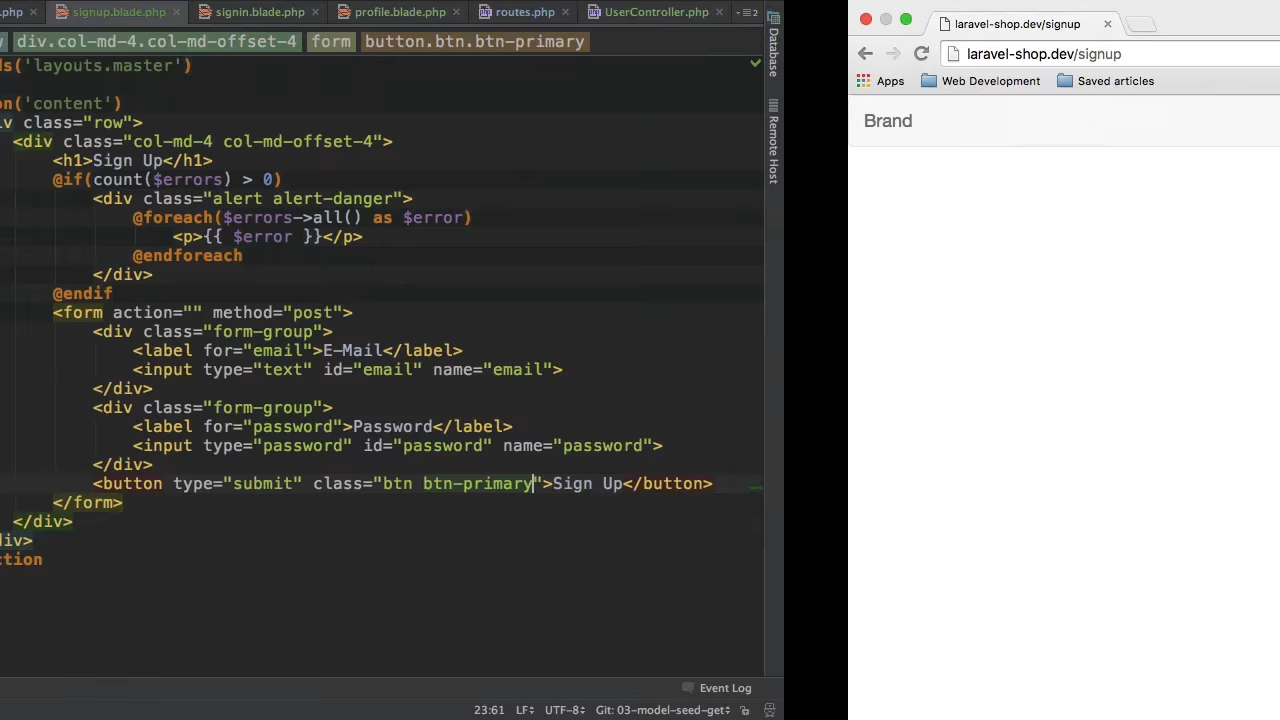 .php
signup.blade.php
signin.blade.php
profile.blade.php
routes.php
UserController.php
2
div.col-md-4.col-md-offset-4
form
button.btn.btn-primary
ds('layouts.master')
on('content')
iv class="row">
<div class="col-md-4 col-md-offset-4">
<h1>Sign Up</h1>
@if(count($errors) > 0)
<div class="alert alert-danger">
@foreach($errors->all() as $error)
<p>{{ $error }}</p>
@endforeach
</div>
@endif
<form action="" method="post">
<div class="form-group">
<label for="email">E-Mail</label>
<input type="text" id="email" name="email">
</div>
<div class="form-group">
<label for="password">Password</label>
<input type="password" id="password" name="password">
</div>
<button type="submit" class="btn btn-primary">Sign Up</button>
</form>
</div>
div>
ction
Database
Remote Host
Event Log
23:61 LF UTF-8 Git: 03-model-seed-get
laravel-shop.dev/signup
laravel-shop.dev/signup
Apps Web Development Saved articles
Brand